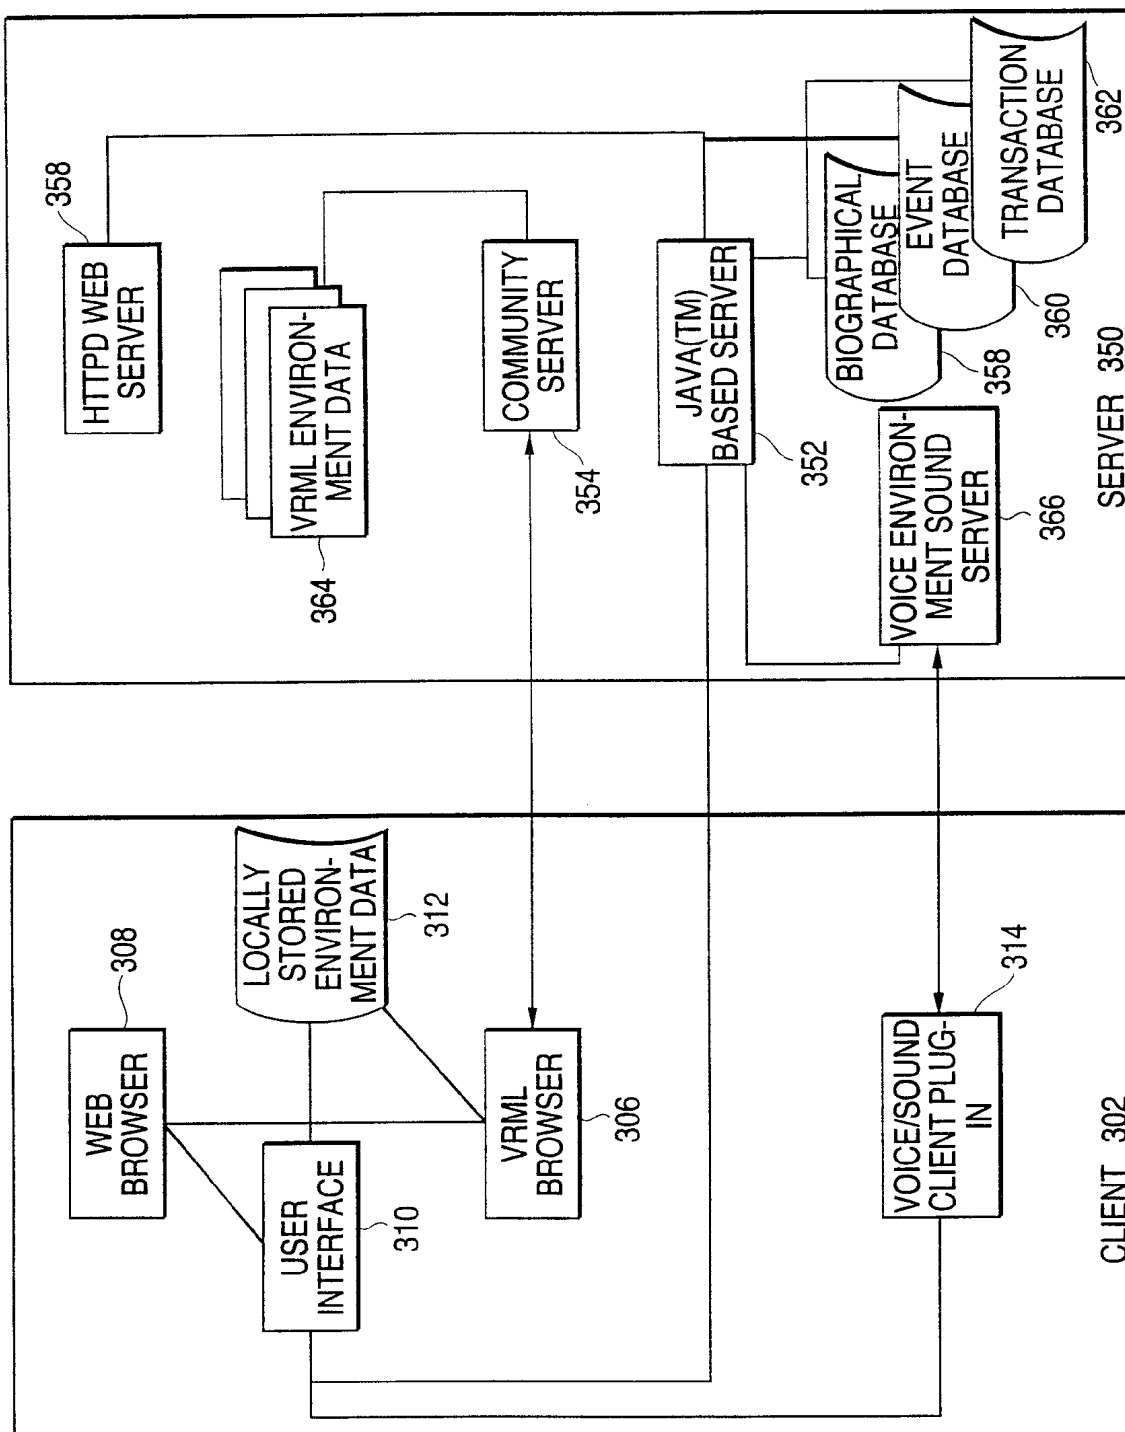 WEB
BROWSER
308
USER
INTERFACE
310
LOCALLY
STORED
ENVIRON-
MENT DATA
312
VRML
BROWSER
306
VOICE/SOUND
CLIENT PLUG-
IN
314
CLIENT 302
HTTPD WEB
SERVER
358
VRML ENVIRON-
MENT DATA
364
COMMUNITY
SERVER
354
JAVA(TM)
BASED SERVER
352
BIOGRAPHICAL
DATABASE
358
EVENT
DATABASE
360
TRANSACTION
DATABASE
362
VOICE ENVIRON-
MENT SOUND
SERVER
366
SERVER 350